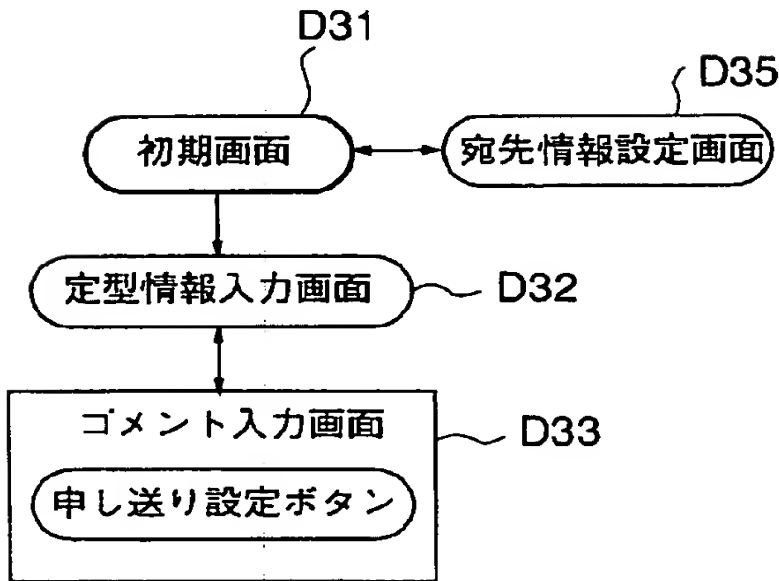 D31
D35
初期画面
宛先情報設定画面
定型情報入力画面
D32
コメント入力画面
D33
申し送り設定ボタン